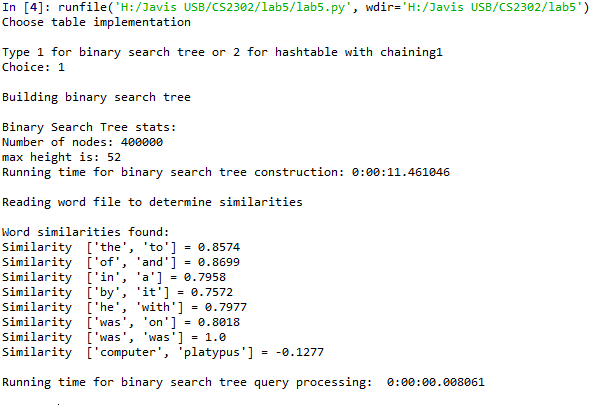 In [4]: runfile('H:/Javis USB/CS2302/lab5/lab5.py', wdir='H:/Javis USB/CS2302/lab5')
Choose table implementation
Type 1 for binary search tree or 2 for hashtable with chaining1
Choice: 1
Building binary search tree
Binary Search Tree stats:
Number of nodes: 400000
max height is: 52
Running time for binary search tree construction: 0:00:11.461046
Reading word file to determine similarities
Word similarities found:
Similarity  ['the', 'to'] = 0.8574
Similarity  ['of', 'and'] = 0.8699
Similarity  ['in', 'a'] = 0.7958
Similarity  ['by', 'it'] = 0.7572
Similarity  ['he', 'with'] = 0.7977
Similarity  ['was', 'on'] = 0.8018
Similarity  ['was', 'was'] = 1.0
Similarity  ['computer', 'platypus'] = -0.1277
Running time for binary search tree query processing:  0:00:00.008061